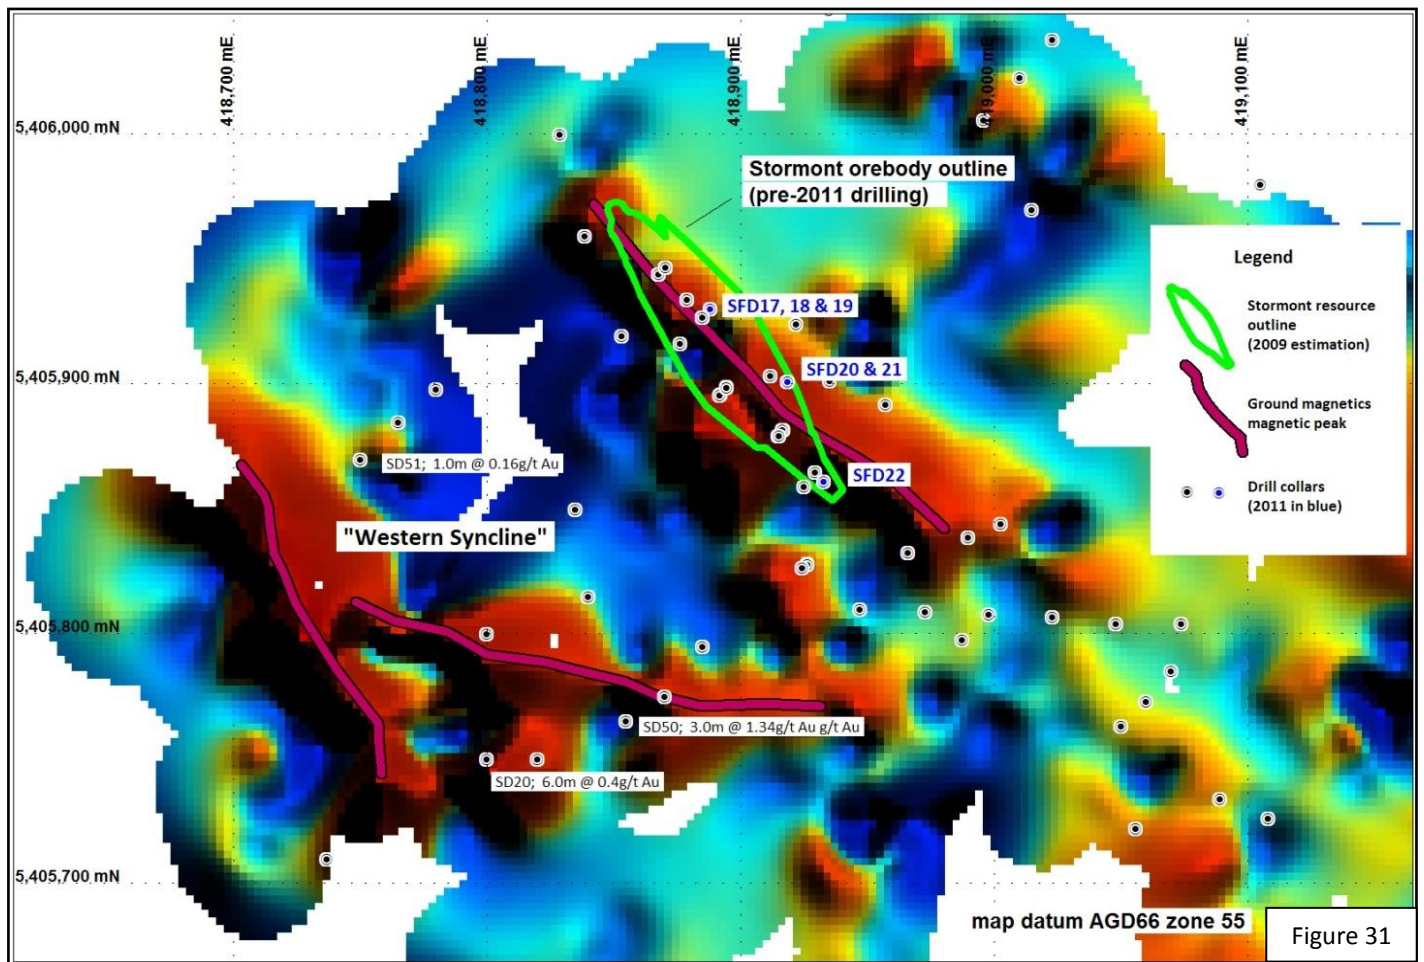 418,700 mE
418,800 mE
418,900 mE
419,000 mE
419,100 mE
5,406,000 mN
Stormont orebody outline
(pre-2011 drilling)
Legend
Stormont resource
outline
(2009 estimation)
SFD17, 18 & 19
SFD20 & 21
5,405,900 mN
Ground magnetics
magnetic peak
SD51; 1.0m @ 0.16g/t Au
SFD22
Drill collars
(2011 in blue)
"Western Syncline"
5,405,800 mN
SD50; 3.0m @ 1.34g/t Au g/t Au
SD20; 6.0m @ 0.4g/t Au
5,405,700 mN
map datum AGD66 zone 55
Figure 31